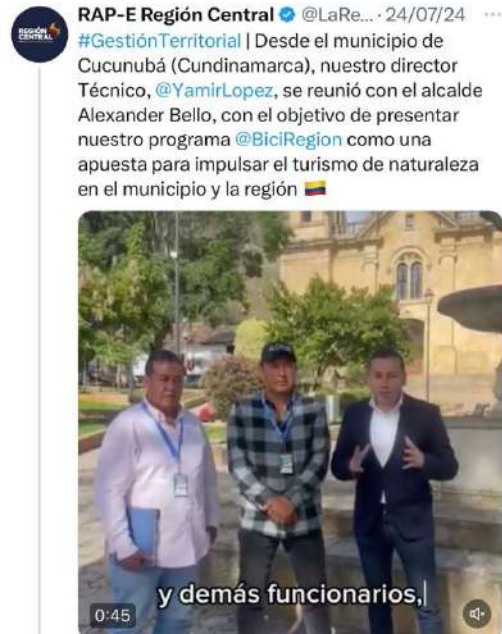 RAP-E Región Central @LaRe... · 24/07/24 ...
#GestiónTerritorial | Desde el municipio de
Cucunubá (Cundinamarca), nuestro director
Técnico, @YamirLopez, se reunió con el alcalde
Alexander Bello, con el objetivo de presentar
nuestro programa @BiciRegion como una
apuesta para impulsar el turismo de naturaleza
en el municipio y la región
REGIÓN
CENTRAL
y demás funcionarios,
0:45